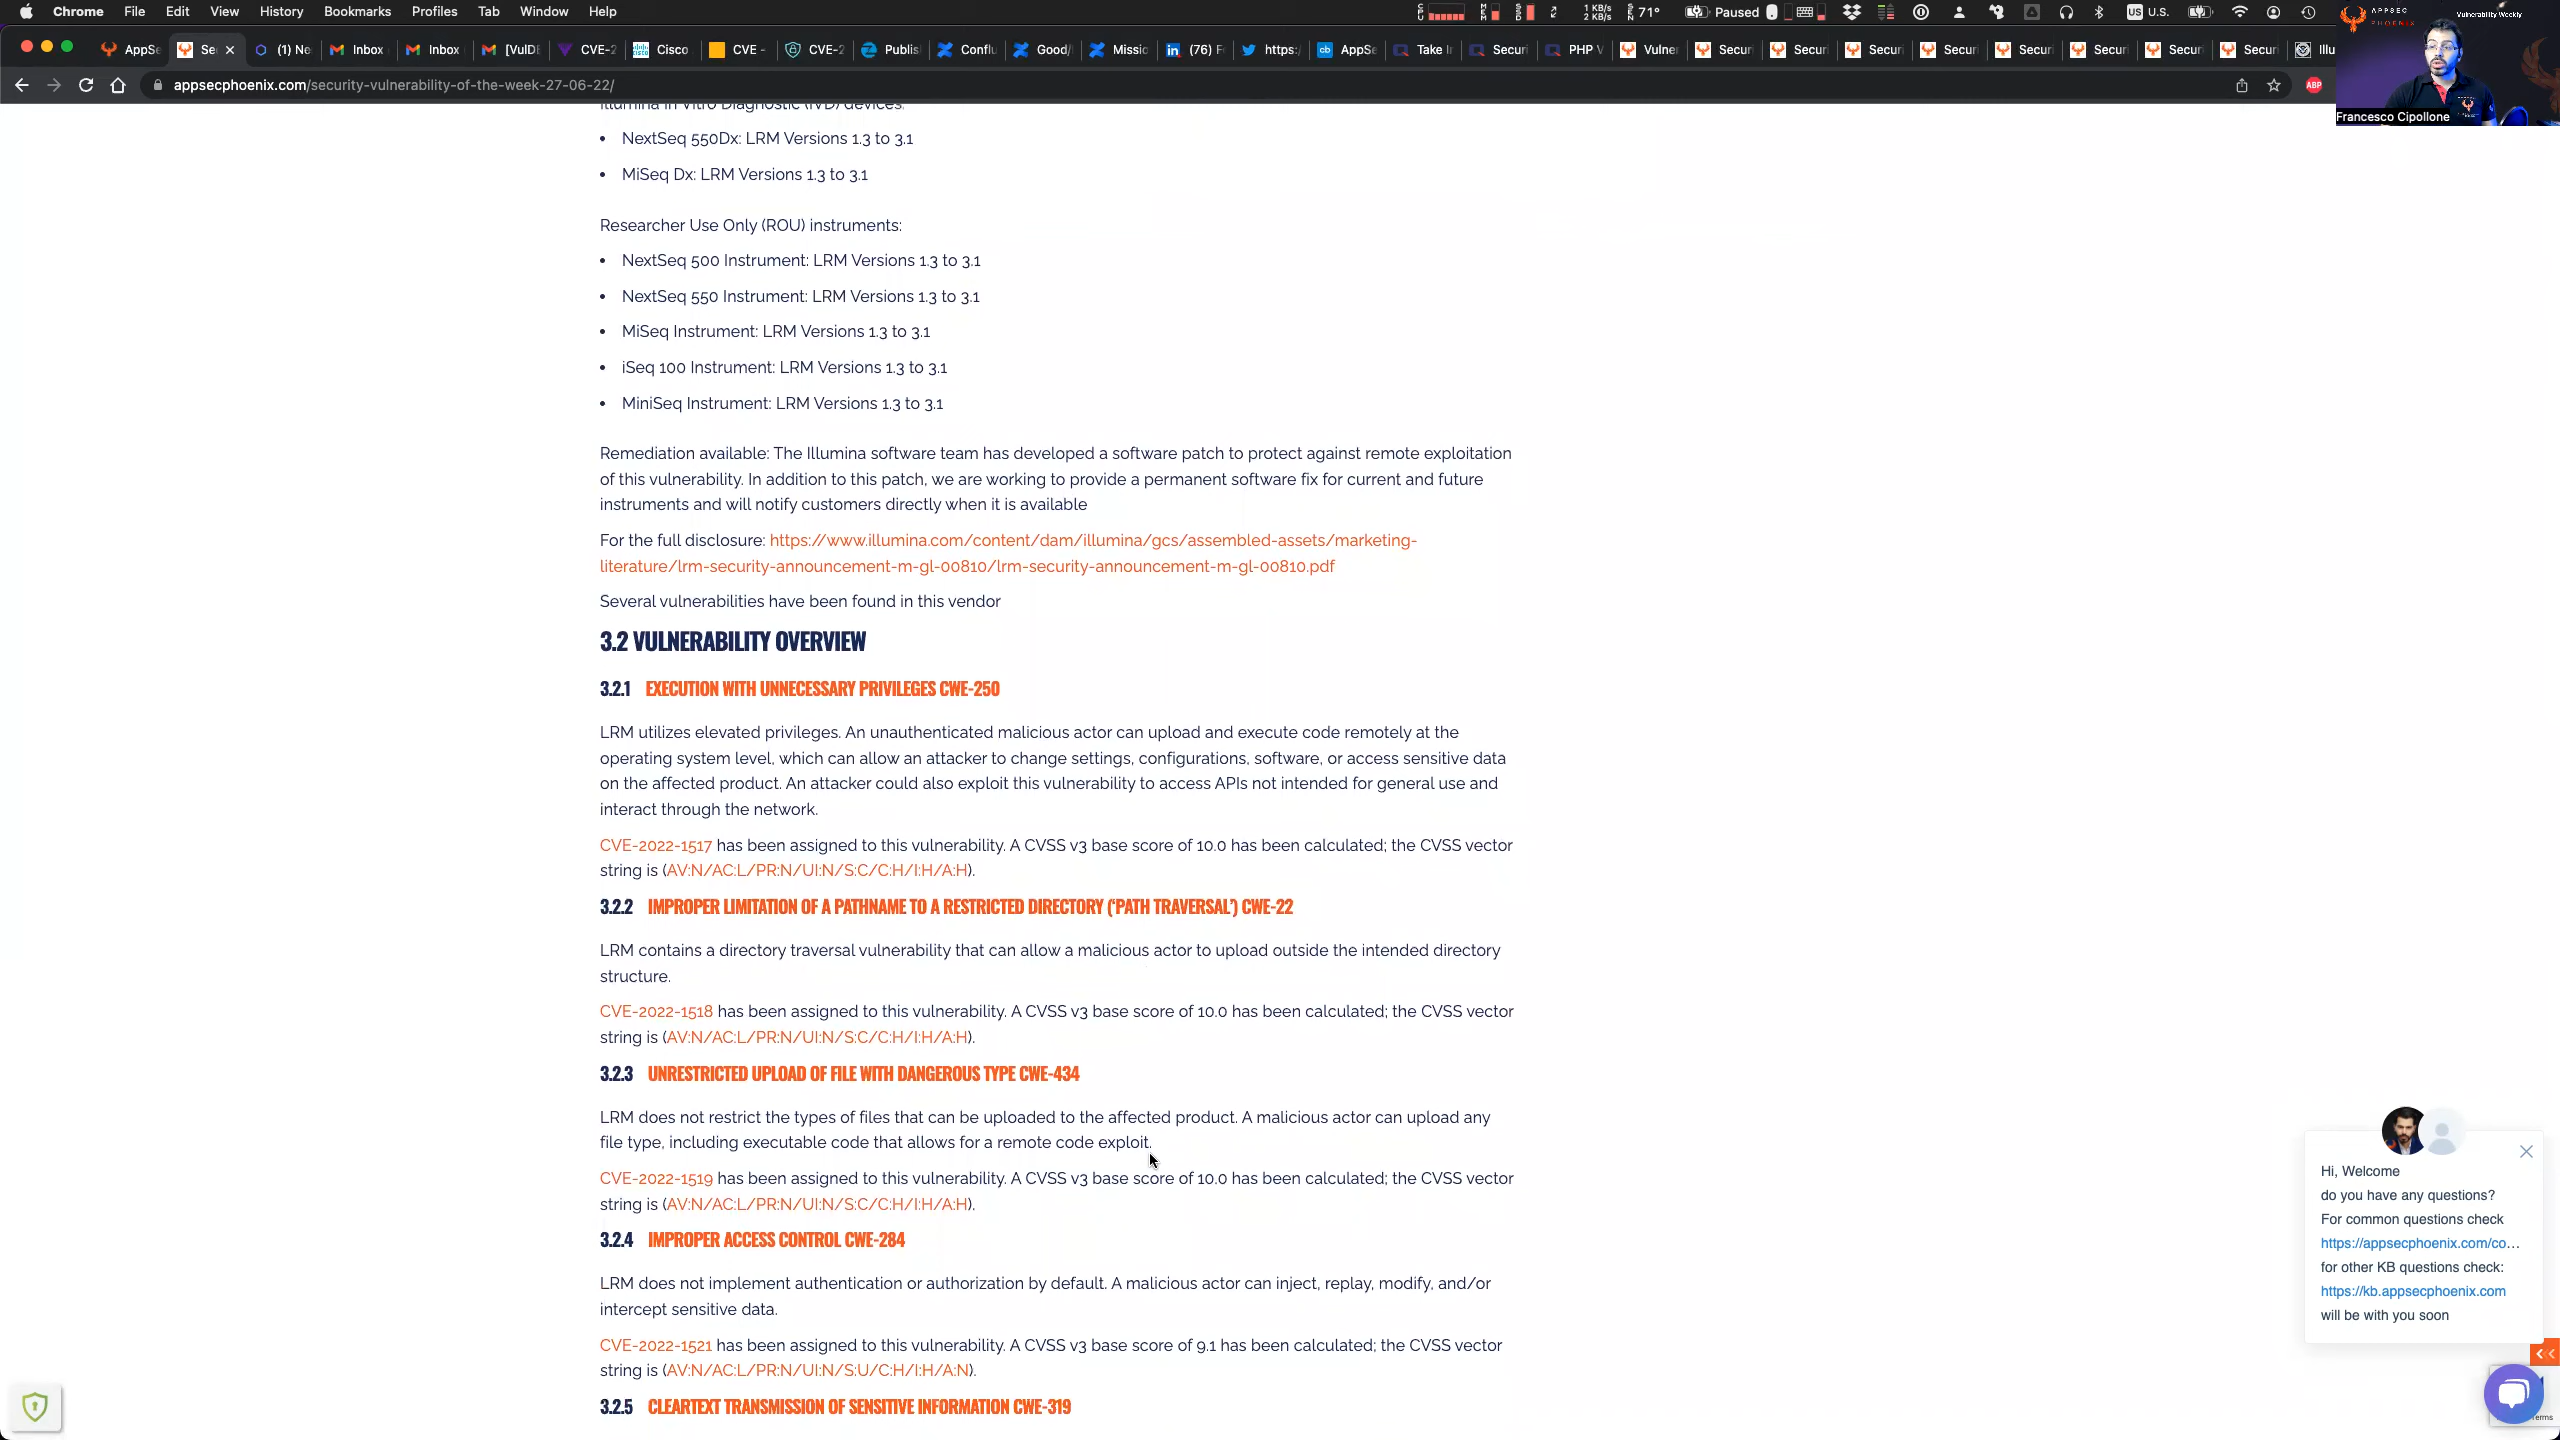 Chrome File Edit View History Bookmarks Profiles Tab Window Help
1 KB/s
2 KB/s
71°
Paused
US U.S.
AppSe
Se
(1) Ne
Inbox
Inbox
[VulDE
CVE-2
Cisco
CVE -
CVE-2
Publis
Conflu
Good/
Missic
(76) Fe
https:/
AppSe
Take Ir
Securi
PHP V
Vulner
Securi
Securi
Securi
Securi
Securi
Securi
Securi
Securi
Illu
appsecphoenix.com/security-vulnerability-of-the-week-27-06-22/
ABP
APPSEC
PHOENIX
Vulnerability Weekly
Francesco Cipollone
Illumina In Vitro Diagnostic (IVD) devices:
• NextSeq 550Dx: LRM Versions 1.3 to 3.1
• MiSeq Dx: LRM Versions 1.3 to 3.1
Researcher Use Only (ROU) instruments:
• NextSeq 500 Instrument: LRM Versions 1.3 to 3.1
• NextSeq 550 Instrument: LRM Versions 1.3 to 3.1
• MiSeq Instrument: LRM Versions 1.3 to 3.1
• iSeq 100 Instrument: LRM Versions 1.3 to 3.1
• MiniSeq Instrument: LRM Versions 1.3 to 3.1
Remediation available: The Illumina software team has developed a software patch to protect against remote exploitation
of this vulnerability. In addition to this patch, we are working to provide a permanent software fix for current and future
instruments and will notify customers directly when it is available
For the full disclosure: https://www.illumina.com/content/dam/illumina/gcs/assembled-assets/marketing-
literature/lrm-security-announcement-m-gl-00810/lrm-security-announcement-m-gl-00810.pdf
Several vulnerabilities have been found in this vendor
3.2 VULNERABILITY OVERVIEW
3.2.1 EXECUTION WITH UNNECESSARY PRIVILEGES CWE-250
LRM utilizes elevated privileges. An unauthenticated malicious actor can upload and execute code remotely at the
operating system level, which can allow an attacker to change settings, configurations, software, or access sensitive data
on the affected product. An attacker could also exploit this vulnerability to access APIs not intended for general use and
interact through the network.
CVE-2022-1517 has been assigned to this vulnerability. A CVSS v3 base score of 10.0 has been calculated; the CVSS vector
string is (AV:N/AC:L/PR:N/UI:N/S:C/C:H/I:H/A:H).
3.2.2 IMPROPER LIMITATION OF A PATHNAME TO A RESTRICTED DIRECTORY (‘PATH TRAVERSAL’) CWE-22
LRM contains a directory traversal vulnerability that can allow a malicious actor to upload outside the intended directory
structure.
CVE-2022-1518 has been assigned to this vulnerability. A CVSS v3 base score of 10.0 has been calculated; the CVSS vector
string is (AV:N/AC:L/PR:N/UI:N/S:C/C:H/I:H/A:H).
3.2.3 UNRESTRICTED UPLOAD OF FILE WITH DANGEROUS TYPE CWE-434
LRM does not restrict the types of files that can be uploaded to the affected product. A malicious actor can upload any
file type, including executable code that allows for a remote code exploit.
CVE-2022-1519 has been assigned to this vulnerability. A CVSS v3 base score of 10.0 has been calculated; the CVSS vector
string is (AV:N/AC:L/PR:N/UI:N/S:C/C:H/I:H/A:H).
3.2.4 IMPROPER ACCESS CONTROL CWE-284
LRM does not implement authentication or authorization by default. A malicious actor can inject, replay, modify, and/or
intercept sensitive data.
CVE-2022-1521 has been assigned to this vulnerability. A CVSS v3 base score of 9.1 has been calculated; the CVSS vector
string is (AV:N/AC:L/PR:N/UI:N/S:U/C:H/I:H/A:N).
3.2.5 CLEARTEXT TRANSMISSION OF SENSITIVE INFORMATION CWE-319
Hi, Welcome
do you have any questions?
For common questions check
https://appsecphoenix.com/co...
for other KB questions check:
https://kb.appsecphoenix.com
will be with you soon